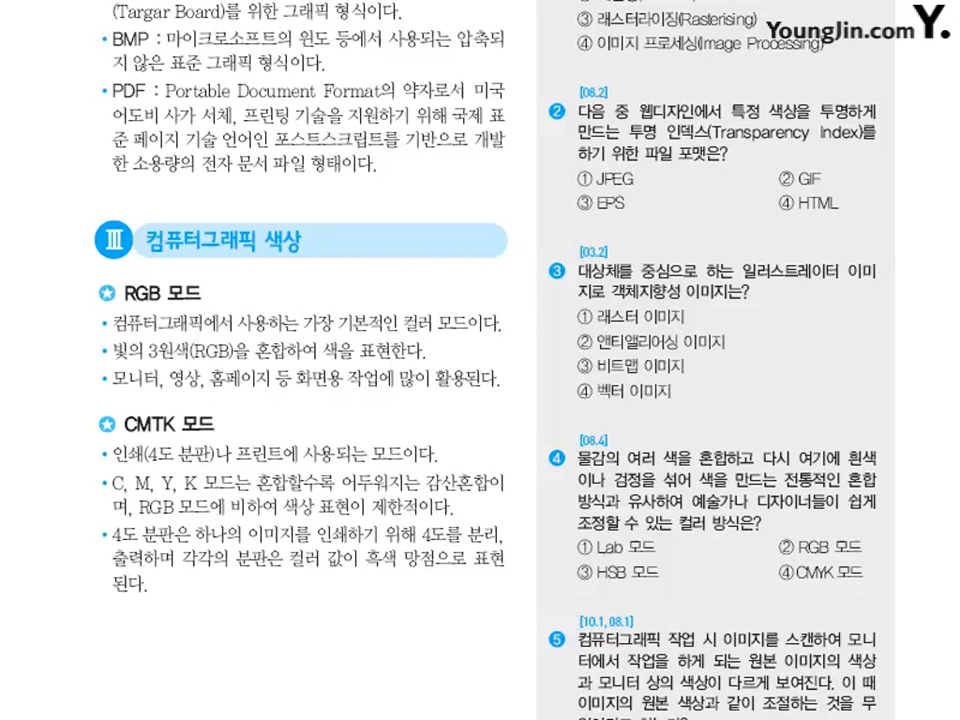 (Targar Board)를 위한 그래픽 형식이다.
• BMP : 마이크로소프트의 윈도 등에서 사용되는 압축되
지 않은 표준 그래픽 형식이다.
• PDF : Portable Document Format의 약자로서 미국
어도비 사가 서체, 프린팅 기술을 지원하기 위해 국제 표
준 페이지 기술 언어인 포스트스크립트를 기반으로 개발
한 소용량의 전자 문서 파일 형태이다.
Ⅲ 컴퓨터그래픽 색상
★ RGB 모드
• 컴퓨터그래픽에서 사용하는 가장 기본적인 컬러 모드이다.
• 빛의 3원색(RGB)을 혼합하여 색을 표현한다.
• 모니터, 영상, 홈페이지 등 화면용 작업에 많이 활용된다.
★ CMTK 모드
• 인쇄(4도 분판)나 프린트에 사용되는 모드이다.
• C, M, Y, K 모드는 혼합할수록 어두워지는 감산혼합이
며, RGB 모드에 비하여 색상 표현이 제한적이다.
• 4도 분판은 하나의 이미지를 인쇄하기 위해 4도를 분리,
출력하며 각각의 분판은 컬러 값이 흑색 망점으로 표현
된다.
③ 래스터라이징(Rasterising)
④ 이미지 프로세싱(Image Processing)
YoungJin.com Y.
[08.2]
2 다음 중 웹디자인에서 특정 색상을 투명하게
만드는 투명 인덱스(Transparency Index)를
하기 위한 파일 포맷은?
① JPEG ② GIF
③ EPS ④ HTML
[03.2]
3 대상체를 중심으로 하는 일러스트레이터 이미
지로 객체지향성 이미지는?
① 래스터 이미지
② 앤티앨리어싱 이미지
③ 비트맵 이미지
④ 벡터 이미지
[08.4]
4 물감의 여러 색을 혼합하고 다시 여기에 흰색
이나 검정을 섞어 색을 만드는 전통적인 혼합
방식과 유사하여 예술가나 디자이너들이 쉽게
조정할 수 있는 컬러 방식은?
① Lab 모드 ② RGB 모드
③ HSB 모드 ④ CMYK 모드
[10.1, 08.1]
5 컴퓨터그래픽 작업 시 이미지를 스캔하여 모니
터에서 작업을 하게 되는 원본 이미지의 색상
과 모니터 상의 색상이 다르게 보여진다. 이 때
이미지의 원본 색상과 같이 조절하는 것을 무